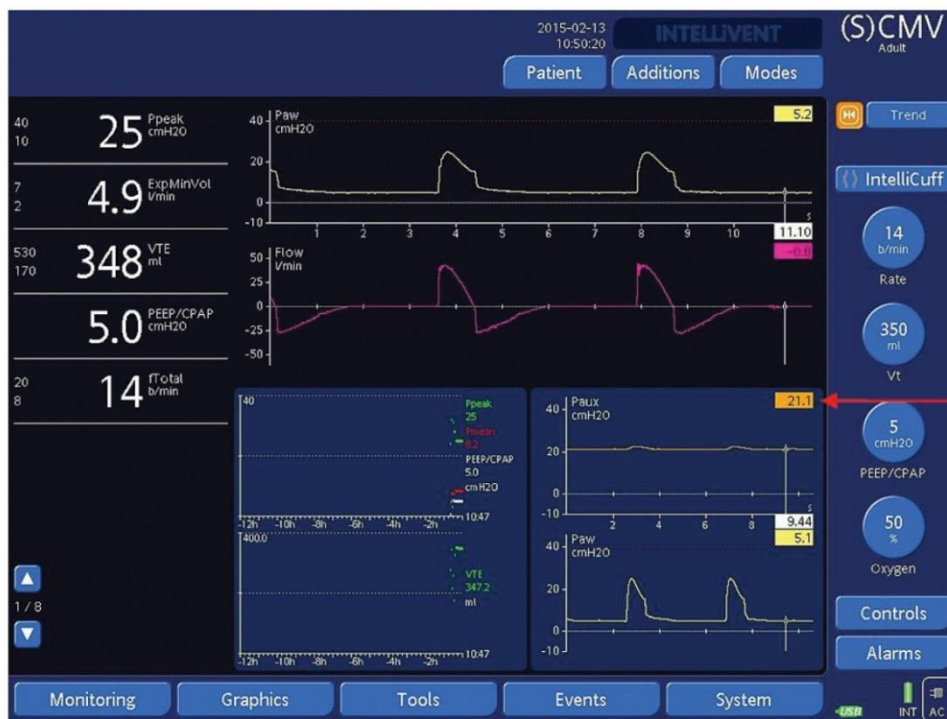 2015-02-13
10:50:20
INTELLiVENT
(S)CMV
Adult
Patient
Additions
Modes
40
10
25
Ppeak
cmH2O
7
2
4.9
ExpMinVol
l/min
530
170
348
VTE
ml
5.0
PEEP/CPAP
cmH2O
20
8
14
fTotal
b/min
1 / 8
40
Paw
cmH2O
5.2
20
0
-10
1 2 3 4 5 6 7 8 9 10
s
11.10
50
Flow
l/min
-0.8
25
0
-25
-50
40
Ppeak
25
Pmean
8.2
PEEP/CPAP
5.0
cmH2O
-12h -10h -8h -6h -4h -2h 10:47
400.0
VTE
347.2
ml
-12h -10h -8h -6h -4h -2h 10:47
40
Paux
cmH2O
21.1
20
0
-10
2 4 6 8
s
9.44
40
Paw
cmH2O
5.1
20
0
-10
Trend
IntelliCuff
14
b/min
Rate
350
ml
Vt
5
cmH2O
PEEP/CPAP
50
%
Oxygen
Controls
Alarms
Monitoring
Graphics
Tools
Events
System
USB
INT
AC